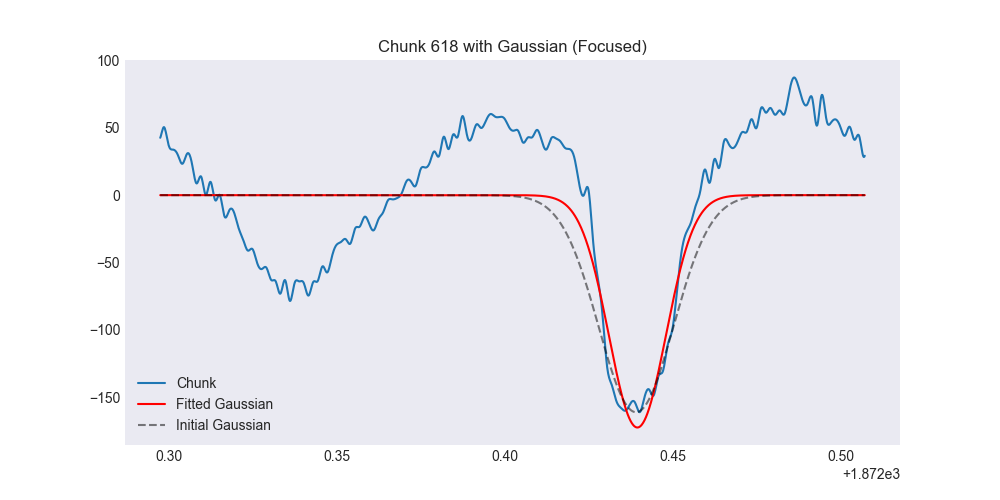 Chunk 618 with Gaussian (Focused)
100
50
0
−50
−100
−150
Chunk
Fitted Gaussian
Initial Gaussian
0.30 0.35 0.40 0.45 0.50
+1.872e3